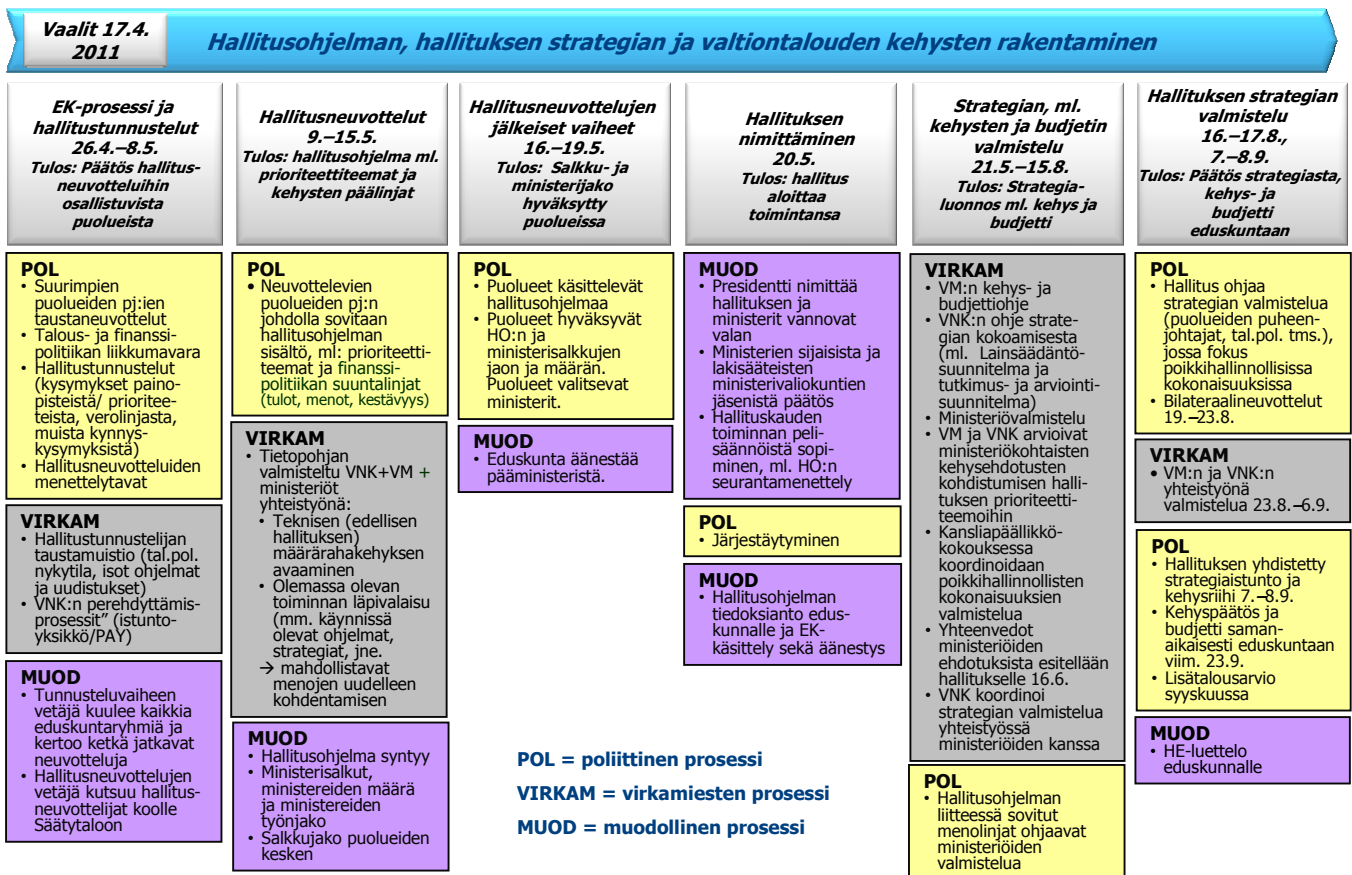 Vaalit 17.4.
2011
Hallitusohjelman, hallituksen strategian ja valtiontalouden kehysten rakentaminen
EK-prosessi ja
hallitustunnustelut
26.4.–8.5.
Tulos: Päätös hallitus-
neuvotteluihin
osallistuvista
puolueista
POL
• Suurimpien
puolueiden pj:ien
taustaneuvottelut
• Talous- ja finanssi-
politiikan liikkumavara
• Hallitustunnustelut
(kysymykset paino-
pisteistä/ prioritee-
teista, verolinjasta,
muista kynnys-
kysymyksistä)
• Hallitusneuvotteluiden
menettelytavat
VIRKAM
• Hallitustunnustelijan
taustamuistio (tal.pol.
nykytila, isot ohjelmat
ja uudistukset)
• VNK:n perehdyttämis-
prosessit” (istunto-
yksikkö/PAY)
MUOD
• Tunnusteluvaiheen
vetäjä kuulee kaikkia
eduskuntaryhmiä ja
kertoo ketkä jatkavat
neuvotteluja
• Hallitusneuvottelujen
vetäjä kutsuu hallitus-
neuvottelijat koolle
Säätytaloon
Hallitusneuvottelut
9.–15.5.
Tulos: hallitusohjelma ml.
prioriteettiteemat ja
kehysten päälinjat
POL
• Neuvottelevien
puolueiden pj:n
johdolla sovitaan
hallitusohjelman
sisältö, ml: prioriteetti-
teemat ja finanssi-
politiikan suuntalinjat
(tulot, menot, kestävyys)
VIRKAM
• Tietopohjan
valmisteltu VNK+VM +
ministeriöt
yhteistyönä:
• Teknisen (edellisen
hallituksen)
määrärahakehyksen
avaaminen
• Olemassa olevan
toiminnan läpivalaisu
(mm. käynnissä
olevat ohjelmat,
strategiat, jne.
→ mahdollistavat
menojen uudelleen
kohdentamisen
MUOD
• Hallitusohjelma syntyy
• Ministerisalkut,
ministereiden määrä
ja ministereiden
työnjako
• Salkkujako puolueiden
kesken
Hallitusneuvottelujen
jälkeiset vaiheet
16.–19.5.
Tulos: Salkku- ja
ministerijako
hyväksytty
puolueissa
POL
• Puolueet käsittelevät
hallitusohjelmaa
• Puolueet hyväksyvät
HO:n ja
ministerisalkkujen
jaon ja määrän.
Puolueet valitsevat
ministerit.
MUOD
• Eduskunta äänestää
pääministeristä.
Hallituksen
nimittäminen
20.5.
Tulos: hallitus
aloittaa
toimintansa
MUOD
• Presidentti nimittää
hallituksen ja
ministerit vannovat
valan
• Ministerien sijaisista ja
lakisääteisten
ministerivaliokuntien
jäsenistä päätös
• Hallituskauden
toiminnan peli-
säännöistä sopi-
minen, ml. HO:n
seurantamenettely
POL
• Järjestäytyminen
MUOD
• Hallitusohjelman
tiedoksianto edus-
kunnalle ja EK-
käsittely sekä äänestys
Strategian, ml.
kehysten ja budjetin
valmistelu
21.5.–15.8.
Tulos: Strategia-
luonnos ml. kehys ja
budjetti
VIRKAM
• VM:n kehys- ja
budjettiohje
• VNK:n ohje strate-
gian kokoamisesta
(ml. Lainsäädäntö-
suunnitelma ja
tutkimus- ja arviointi-
suunnitelma)
• Ministeriövalmistelu
• VM ja VNK arvioivat
ministeriökohtaisten
kehysehdotusten
kohdistumisen halli-
tuksen prioriteetti-
teemoihin
• Kansliapäällikkö-
kokouksessa
koordinoidaan
poikkihallinnollisten
kokonaisuuksien
valmistelua
• Yhteenvedot
ministeriöiden
ehdotuksista esitellään
hallitukselle 16.6.
• VNK koordinoi
strategian valmistelua
yhteistyössä
ministeriöiden kanssa
POL
• Hallitusohjelman
liitteessä sovitut
menolinjat ohjaavat
ministeriöiden
valmistelua
Hallituksen strategian
valmistelu
16.–17.8.,
7.–8.9.
Tulos: Päätös strategiasta,
kehys- ja
budjetti
eduskuntaan
POL
• Hallitus ohjaa
strategian valmistelua
(puolueiden puheen-
johtajat, tal.pol. tms.),
jossa fokus
poikkihallinnollisissa
kokonaisuuksissa
• Bilateraalineuvottelut
19.–23.8.
VIRKAM
• VM:n ja VNK:n
yhteistyönä
valmistelua 23.8.–6.9.
POL
• Hallituksen yhdistetty
strategiaistunto ja
kehysriihi 7.–8.9.
• Kehyspäätös ja
budjetti saman-
aikaisesti eduskuntaan
viim. 23.9.
• Lisätalousarvio
syyskuussa
MUOD
• HE-luettelo
eduskunnalle
POL = poliittinen prosessi
VIRKAM = virkamiesten prosessi
MUOD = muodollinen prosessi